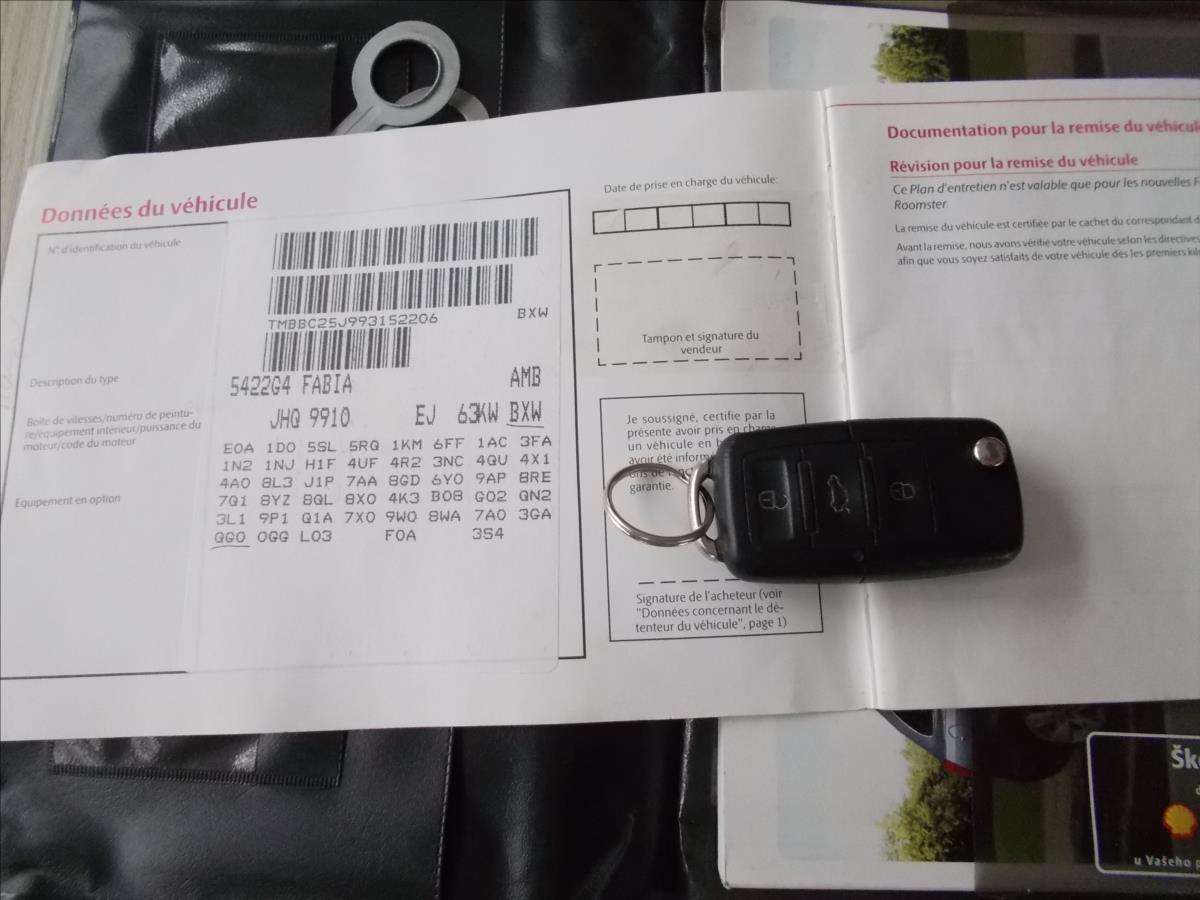 Données du véhicule
N° d'identification du véhicule
TMBBC25J993152206
BXW
Description du type
5422G4 FABIA
AMB
Boîte de vitesses/numéro de peintu-
re/équipement intérieur/puissance du
moteur/code du moteur
JHQ 9910 EJ 63KW BXW
Equipement en option
E0A 1D0 5SL 5RQ 1KM 6FF 1AC 3FA
1N2 1NJ H1F 4UF 4R2 3NC 4QU 4X1
4A0 8L3 J1P 7AA 8GD 6Y0 9AP 8RE
7Q1 8YZ 8QL 8X0 4K3 B08 G02 QN2
3L1 9P1 Q1A 7X0 9W0 8WA 7A0 3GA
QG0 0GG L03 F0A 3S4
Date de prise en charge du véhicule:
Tampon et signature du
vendeur
Je soussigné, certifie par la
présente avoir pris en
un véhicule en
avoir été
garantie.
Signature de l'acheteur (voir
"Données concernant le dé-
tenteur du véhicule", page 1)
Documentation pour la remise du
Révision pour la remise du véhicule
Ce Plan d'entretien n'est valable que pour les nouvelles
Roomster.
La remise du véhicule est certifiée par le cachet du correspondant
Avant la remise, nous avons vérifié votre véhicule selon les directives
afin que vous soyez satisfaits de votre véhicule dès les premiers
u Vašeho